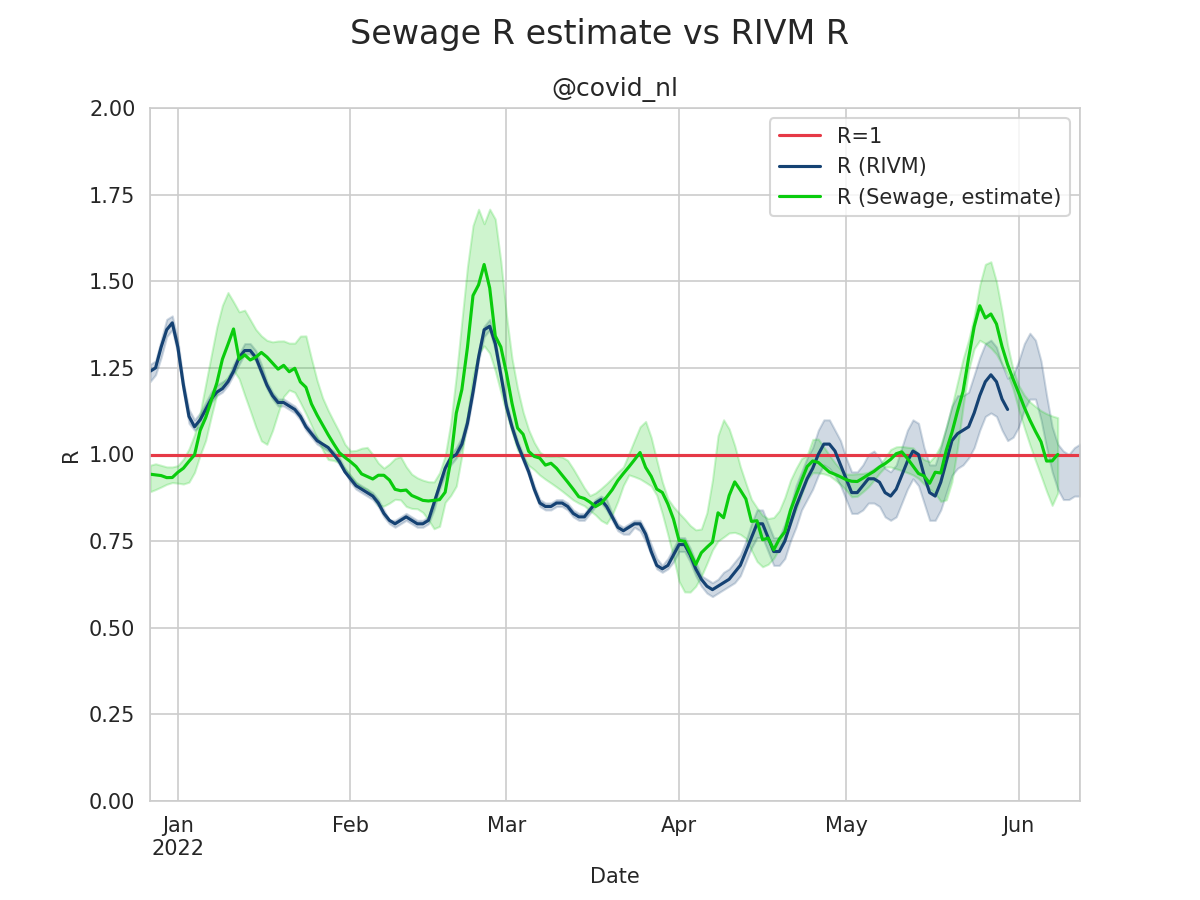 Sewage R estimate vs RIVM R
@covid_nl
R=1
R (RIVM)
R (Sewage, estimate)
2.00
1.75
1.50
1.25
1.00
0.75
0.50
0.25
0.00
R
Jan
2022
Feb
Mar
Apr
May
Jun
Date